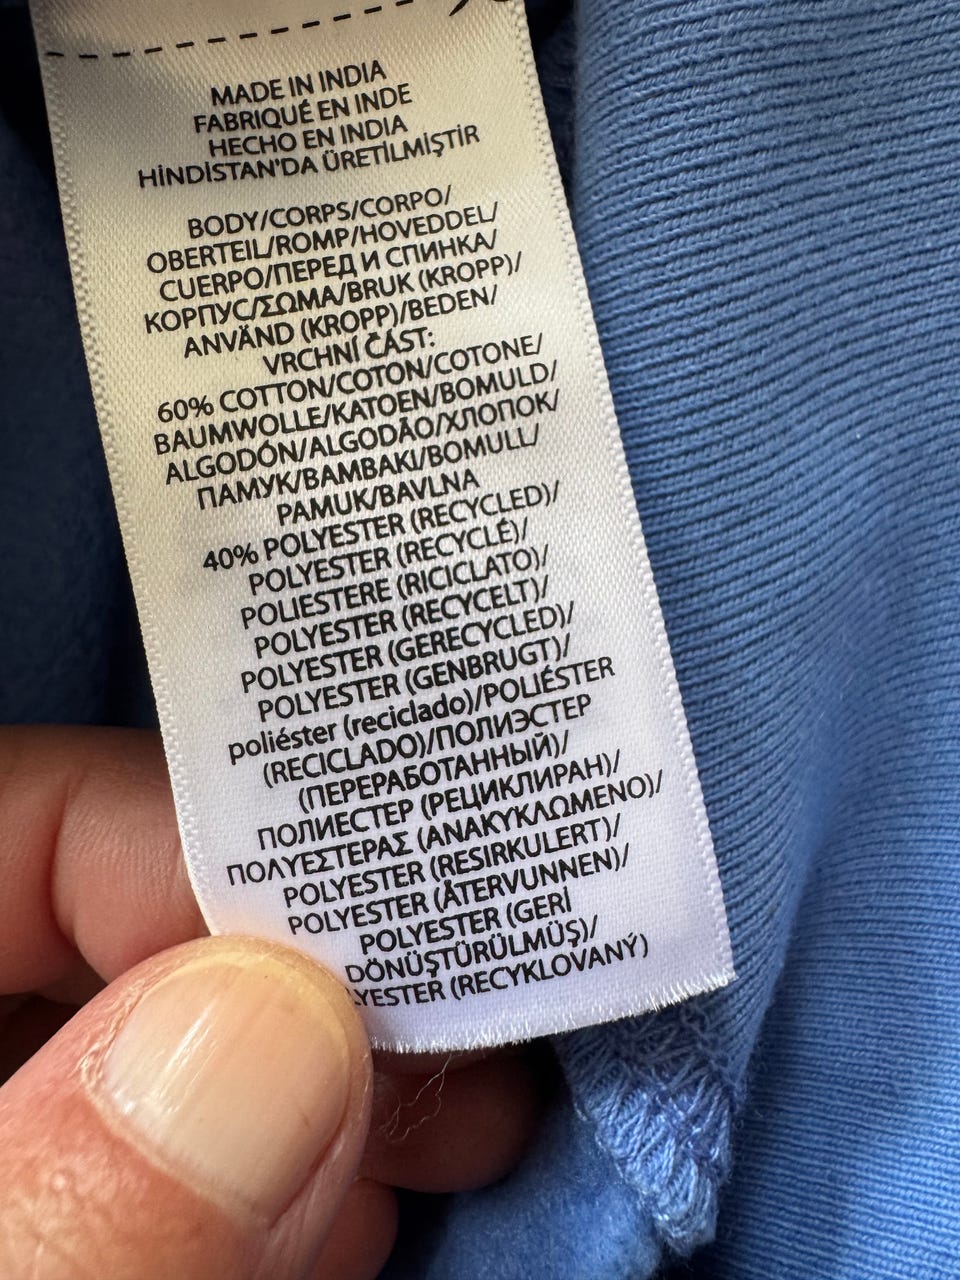 MADE IN INDIA
FABRIQUÉ EN INDE
HECHO EN INDIA
HİNDİSTAN'DA ÜRETİLMİŞTİR
BODY/CORPS/CORPO/
OBERTEIL/ROMP/HOVEDDEL/
CUERPO/ПЕРЕД И СПИНКА/
КОРПУС/ΣΩΜΑ/BRUK (KROPP)/
ANVÄND (KROPP)/BEDEN/
VRCHNÍ ČÁST:
60% COTTON/COTON/COTONE/
BAUMWOLLE/KATOEN/BOMULD/
ALGODÓN/ALGODÃO/ХЛОПОК/
ПАМУК/ΒΑΜΒΑΚΙ/BOMULL/
PAMUK/BAVLNA
40% POLYESTER (RECYCLED)/
POLYESTER (RECYCLÉ)/
POLIESTERE (RICICLATO)/
POLYESTER (RECYCELT)/
POLYESTER (GERECYCLED)/
POLYESTER (GENBRUGT)/
poliéster (reciclado)/POLIÉSTER
(RECICLADO)/ПОЛИЭСТЕР
(ПЕРЕРАБОТАННЫЙ)/
ПОЛИЕСТЕР (РЕЦИКЛИРАН)/
ΠΟΛΥΕΣΤΕΡΑΣ (ΑΝΑΚΥΚΛΩΜΕΝΟ)/
POLYESTER (RESIRKULERT)/
POLYESTER (ÅTERVUNNEN)/
POLYESTER (GERİ
DÖNÜŞTÜRÜLMÜŞ)/
YESTER (RECYKLOVANÝ)